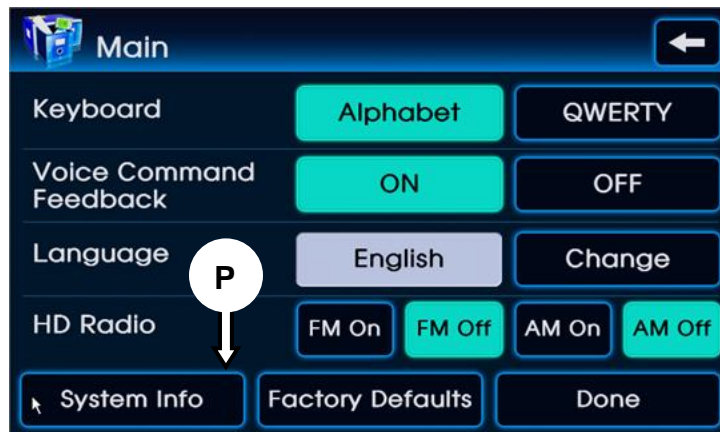 Main
Keyboard Alphabet QWERTY
Voice Command
Feedback ON OFF
Language English Change
P
HD Radio FM On FM Off AM On AM Off
System Info Factory Defaults Done